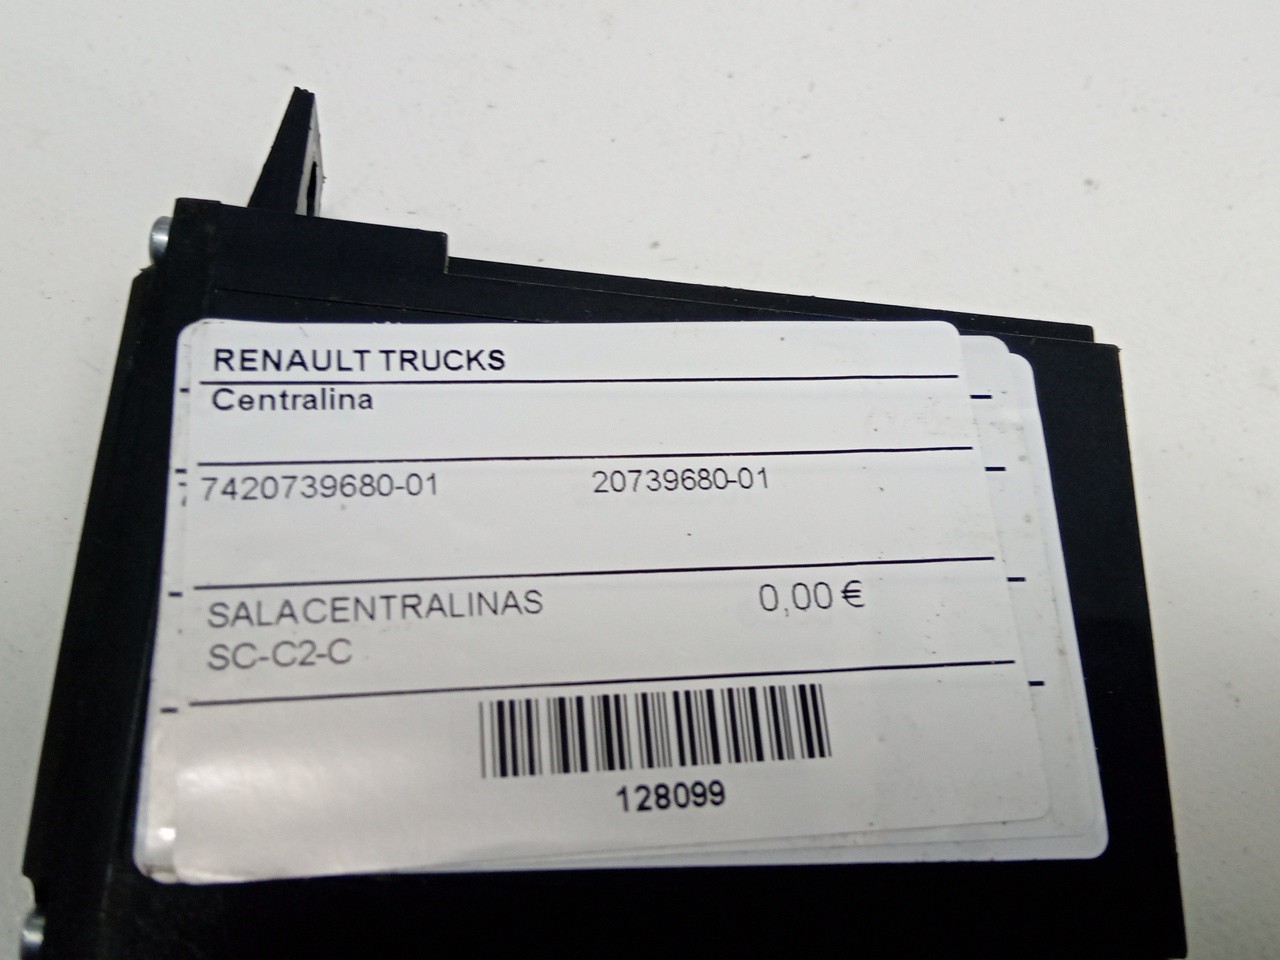 RENAULT TRUCKS
Centralina
7420739680-01 20739680-01
SALACENTRALINAS 0,00 €
SC-C2-C
128099